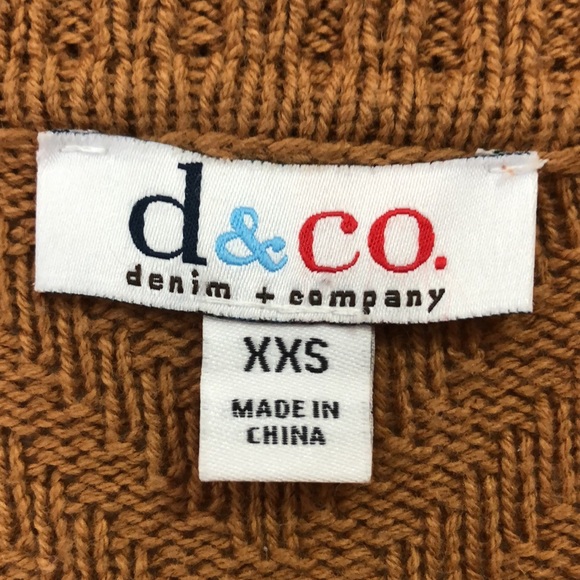 d&co.
denim + company
XXS
MADE IN
CHINA